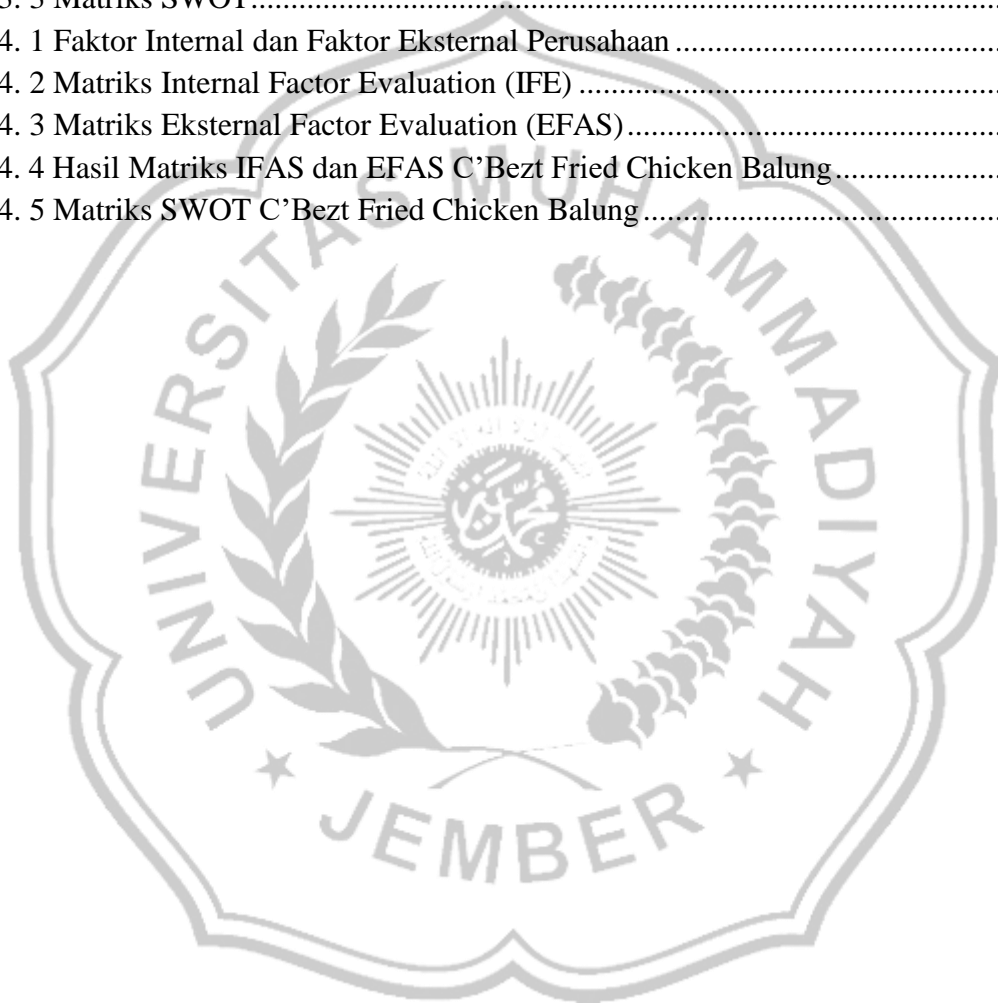 3. 3 Matriks SWOT....................................................................................................
4. 1 Faktor Internal dan Faktor Eksternal Perusahaan ...........................................
4. 2 Matriks Internal Factor Evaluation (IFE) .......................................................
4. 3 Matriks Eksternal Factor Evaluation (EFAS).................................................
4. 4 Hasil Matriks IFAS dan EFAS C’Bezt Fried Chicken Balung.......................
4. 5 Matriks SWOT C’Bezt Fried Chicken Balung...............................................
UNIVERSITAS MUHAMMADIYAH
JEMBER